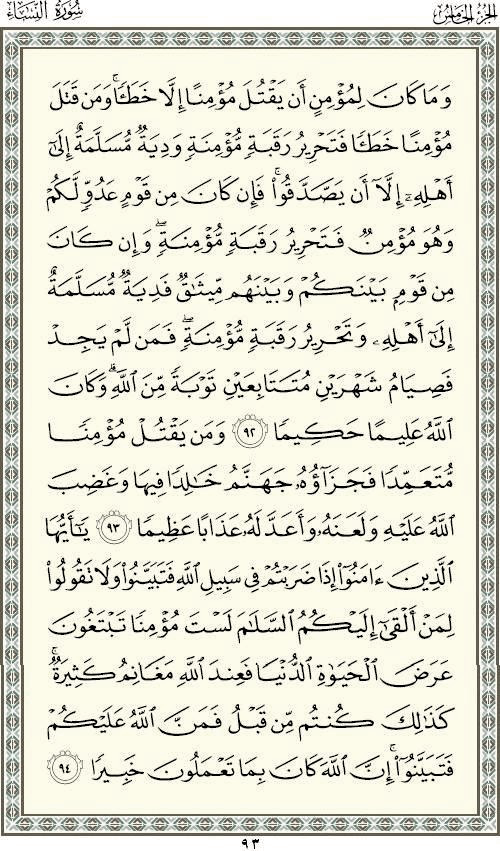 الجزء الخامس
سورة النساء
وَمَا كَانَ لِمُؤْمِنٍ أَن يَقْتُلَ مُؤْمِنًا إِلَّا خَطَـًٔا ۚ وَمَن قَتَلَ
مُؤْمِنًا خَطَـًٔا فَتَحْرِيرُ رَقَبَةٍ مُّؤْمِنَةٍ وَدِيَةٌ مُّسَلَّمَةٌ إِلَىٰٓ
أَهْلِهِۦٓ إِلَّآ أَن يَصَّدَّقُوا۟ ۚ فَإِن كَانَ مِن قَوْمٍ عَدُوٍّ لَّكُمْ
وَهُوَ مُؤْمِنٌ فَتَحْرِيرُ رَقَبَةٍ مُّؤْمِنَةٍ ۖ وَإِن كَانَ
مِن قَوْمٍۭ بَيْنَكُمْ وَبَيْنَهُم مِّيثَـٰقٌ فَدِيَةٌ مُّسَلَّمَةٌ
إِلَىٰٓ أَهْلِهِۦ وَتَحْرِيرُ رَقَبَةٍ مُّؤْمِنَةٍ ۖ فَمَن لَّمْ يَجِدْ
فَصِيَامُ شَهْرَيْنِ مُتَتَابِعَيْنِ تَوْبَةً مِّنَ ٱللَّهِ ۗ وَكَانَ
ٱللَّهُ عَلِيمًا حَكِيمًا ٩٢ وَمَن يَقْتُلْ مُؤْمِنًا
مُّتَعَمِّدًا فَجَزَآؤُهُۥ جَهَنَّمُ خَـٰلِدًا فِيهَا وَغَضِبَ
ٱللَّهُ عَلَيْهِ وَلَعَنَهُۥ وَأَعَدَّ لَهُۥ عَذَابًا عَظِيمًا ٩٣ يَـٰٓأَيُّهَا
ٱلَّذِينَ ءَامَنُوٓا۟ إِذَا ضَرَبْتُمْ فِى سَبِيلِ ٱللَّهِ فَتَبَيَّنُوا۟ وَلَا تَقُولُوا۟
لِمَنْ أَلْقَىٰٓ إِلَيْكُمُ ٱلسَّلَـٰمَ لَسْتَ مُؤْمِنًا تَبْتَغُونَ
عَرَضَ ٱلْحَيَوٰةِ ٱلدُّنْيَا فَعِندَ ٱللَّهِ مَغَانِمُ كَثِيرَةٌ ۚ
كَذَٰلِكَ كُنتُم مِّن قَبْلُ فَمَنَّ ٱللَّهُ عَلَيْكُمْ
فَتَبَيَّنُوٓا۟ ۚ إِنَّ ٱللَّهَ كَانَ بِمَا تَعْمَلُونَ خَبِيرًا ٩٤
٩٣